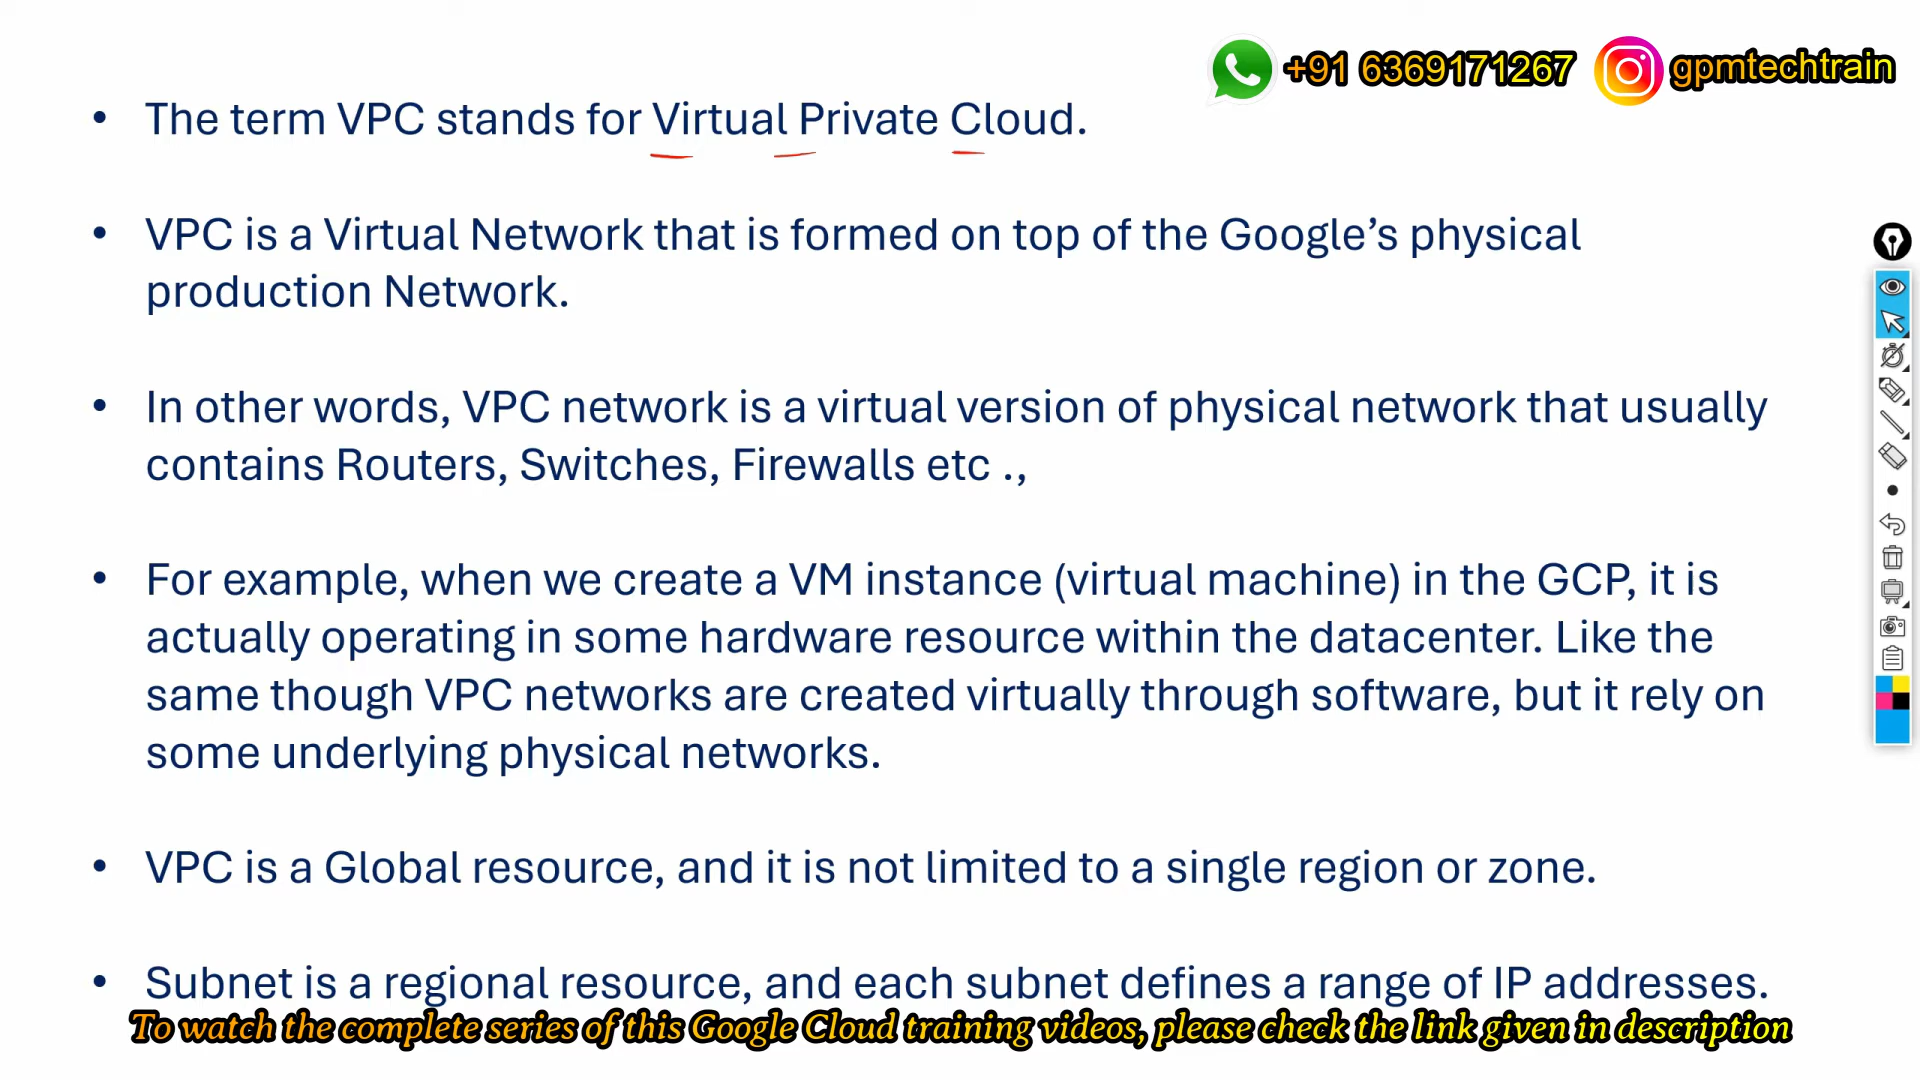 +91 6369171267 gpmtechtrain
• The term VPC stands for Virtual Private Cloud.
• VPC is a Virtual Network that is formed on top of the Google’s physical
production Network.
• In other words, VPC network is a virtual version of physical network that usually
contains Routers, Switches, Firewalls etc .,
• For example, when we create a VM instance (virtual machine) in the GCP, it is
actually operating in some hardware resource within the datacenter. Like the
same though VPC networks are created virtually through software, but it rely on
some underlying physical networks.
• VPC is a Global resource, and it is not limited to a single region or zone.
• Subnet is a regional resource, and each subnet defines a range of IP addresses.
To watch the complete series of this Google Cloud training videos, please check the link given in description